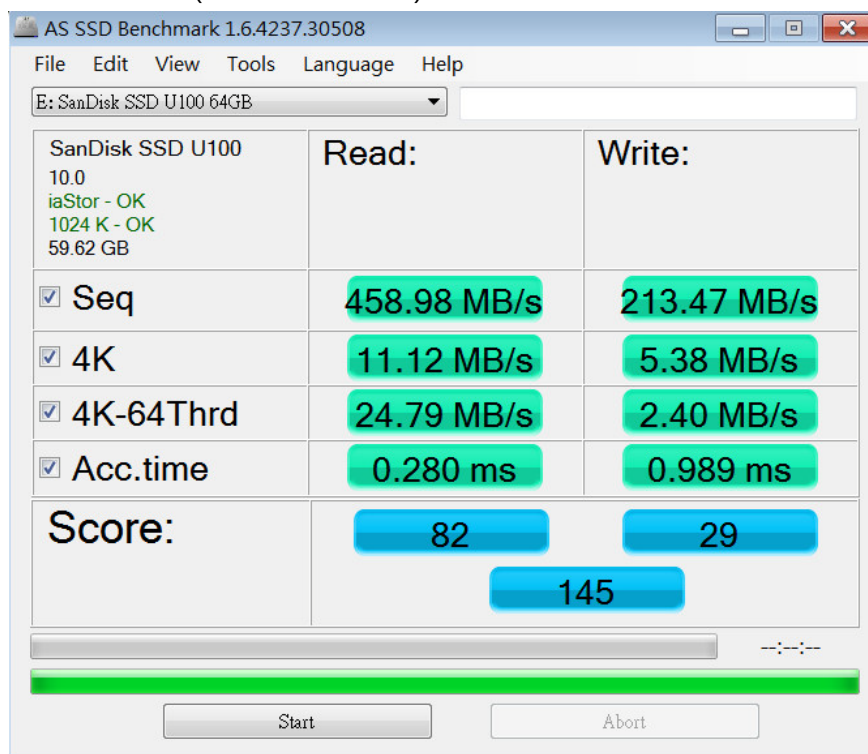 AS SSD Benchmark 1.6.4237.30508
File Edit View Tools Language Help
E: SanDisk SSD U100 64GB
SanDisk SSD U100
10.0
iaStor - OK
1024 K - OK
59.62 GB
Read:
Write:
Seq 458.98 MB/s 213.47 MB/s
4K 11.12 MB/s 5.38 MB/s
4K-64Thrd 24.79 MB/s 2.40 MB/s
Acc.time 0.280 ms 0.989 ms
Score: 82 29
145
--:--:--
Start Abort